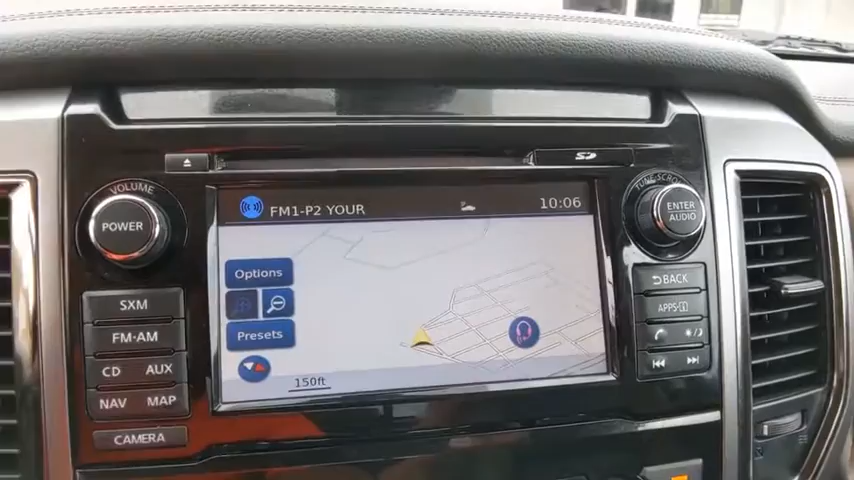 VOLUME
POWER
SXM
FM·AM
CD AUX
NAV MAP
CAMERA
SD
FM1-P2 YOUR
10:06
Options
Presets
150ft
TUNE·SCROLL
ENTER
AUDIO
BACK
APPS